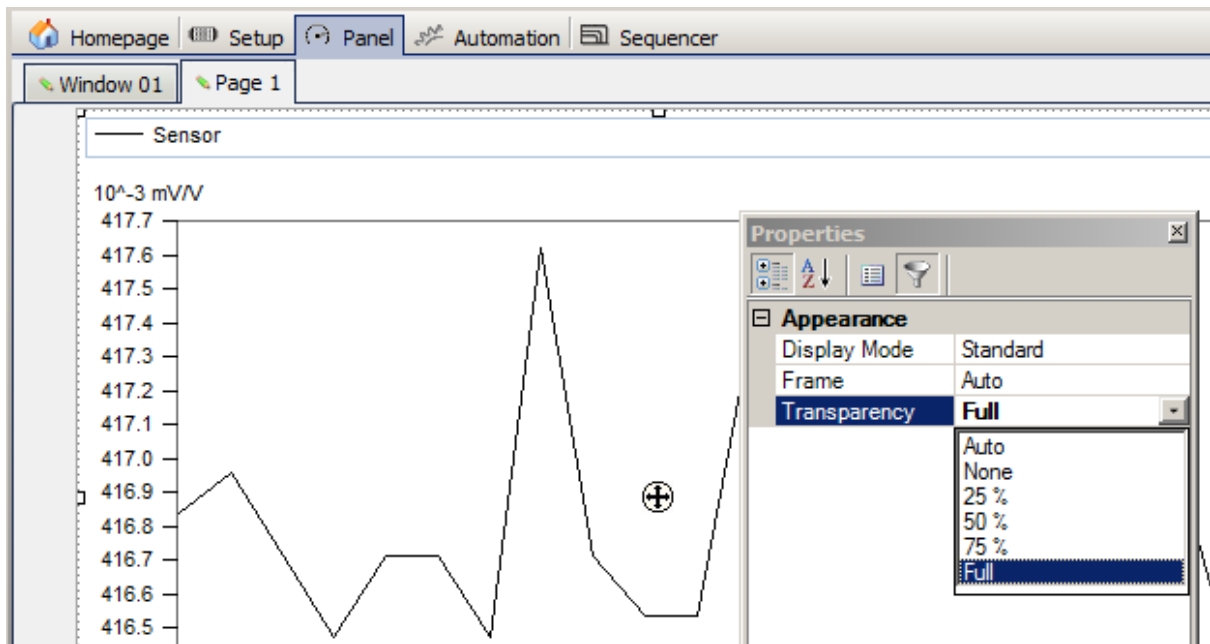 Homepage Setup Panel Automation Sequencer
Window 01 Page 1
Sensor
10^-3 mV/V
417.7
417.6
417.5
417.4
417.3
417.2
417.1
417.0
416.9
416.8
416.7
416.6
416.5
Properties
A
Z
Appearance
Display Mode Standard
Frame Auto
Transparency Full
Auto
None
25 %
50 %
75 %
Full